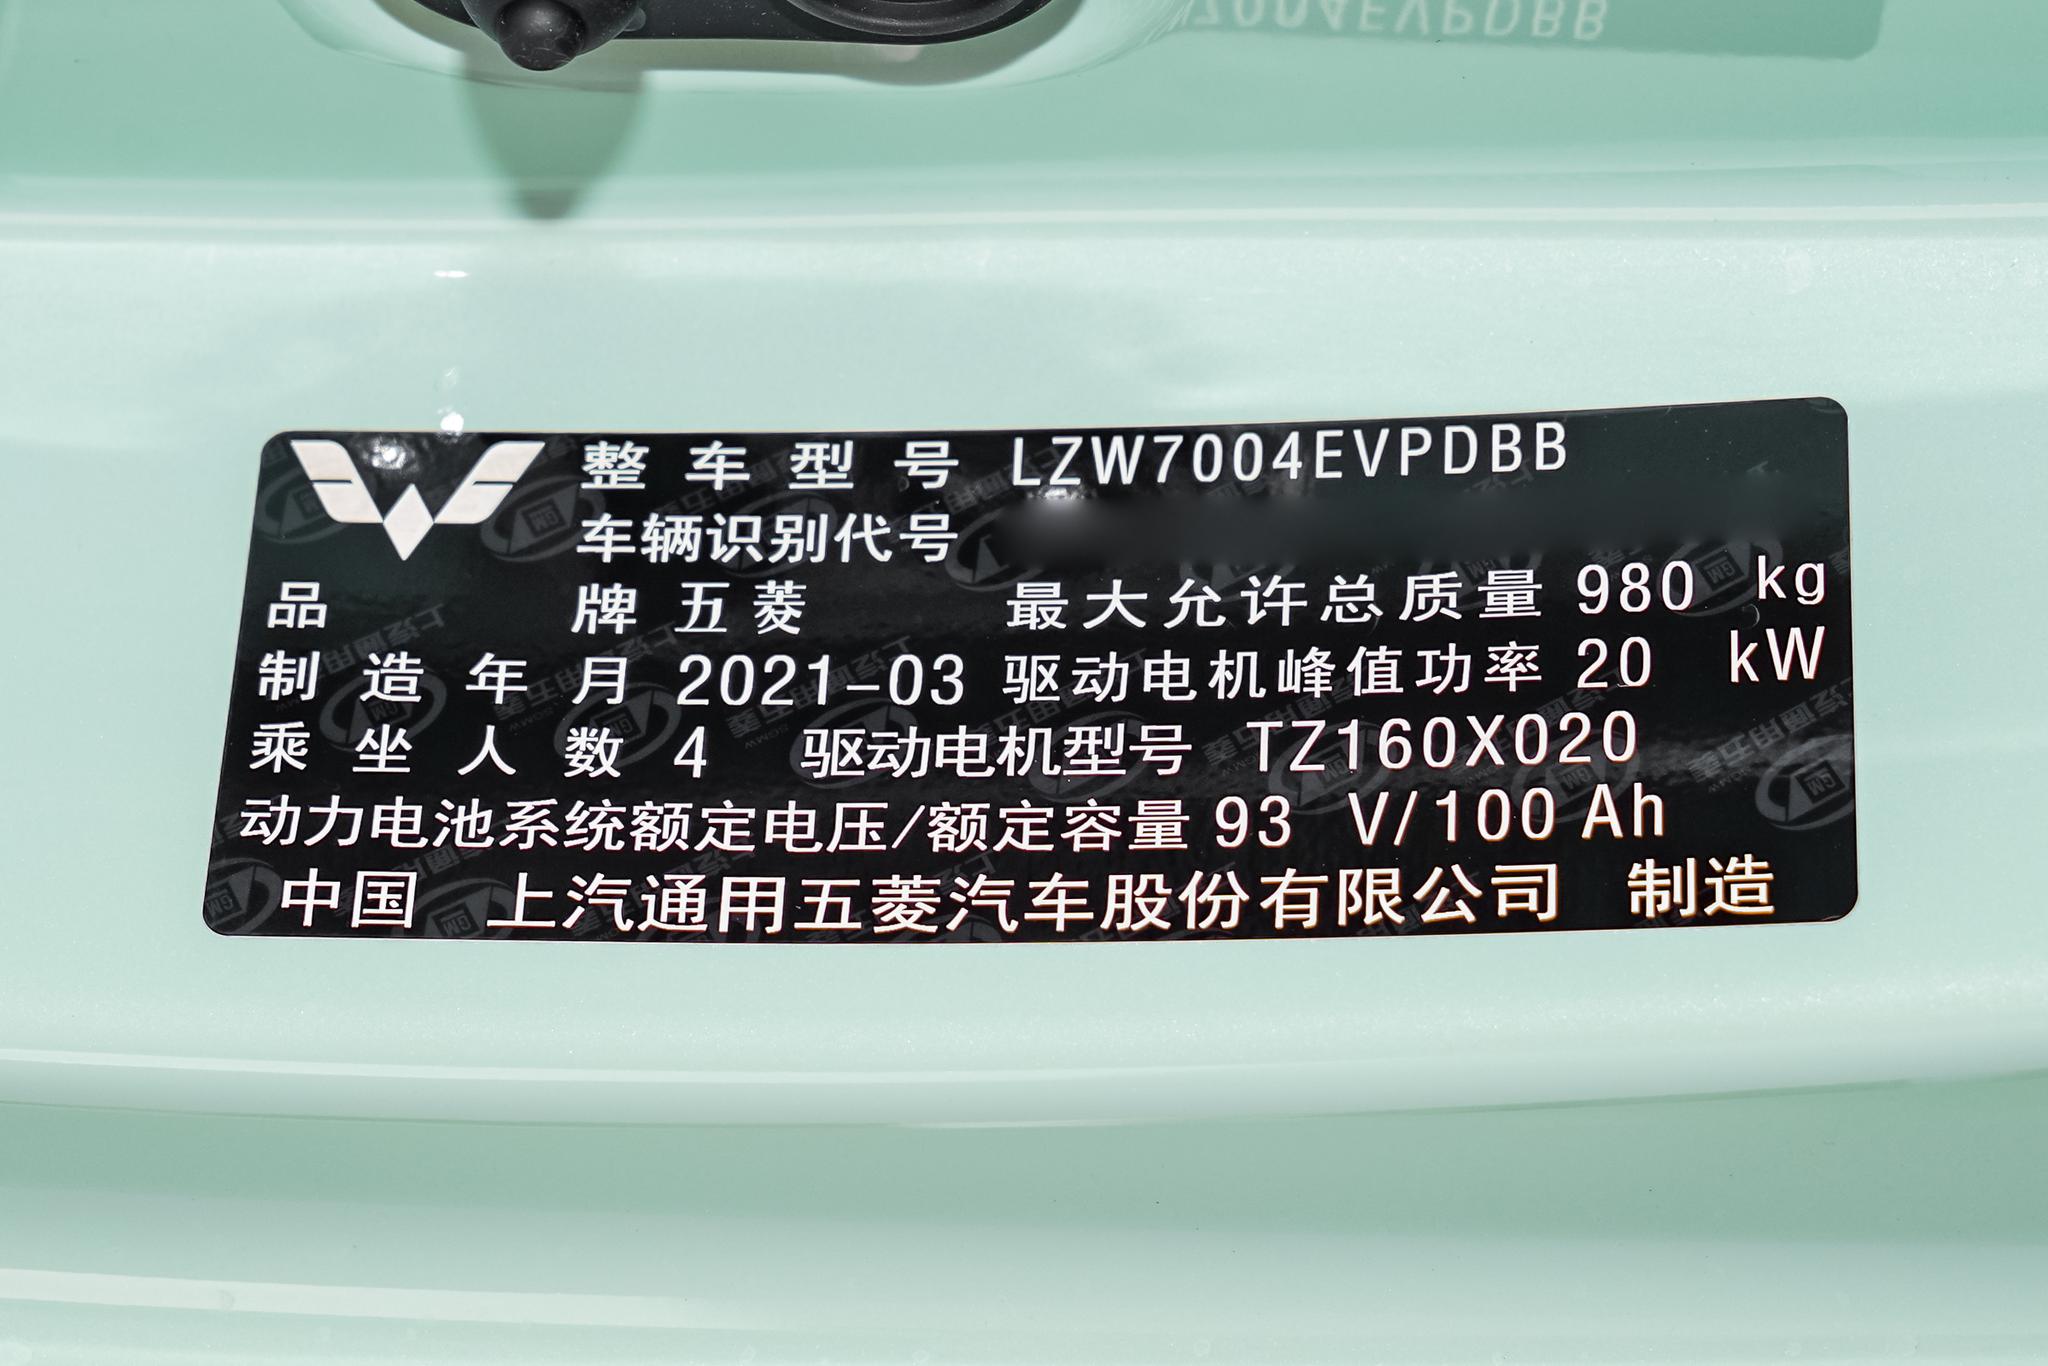 整车型号 LZW7004EVPDBB
车辆识别代号
品牌 五菱 最大允许总质量 980 kg
制造年月 2021-03 驱动电机峰值功率 20 kW
乘坐人数 4 驱动电机型号 TZ160X020
动力电池系统额定电压/额定容量 93 V/100 Ah
中国 上汽通用五菱汽车股份有限公司 制造